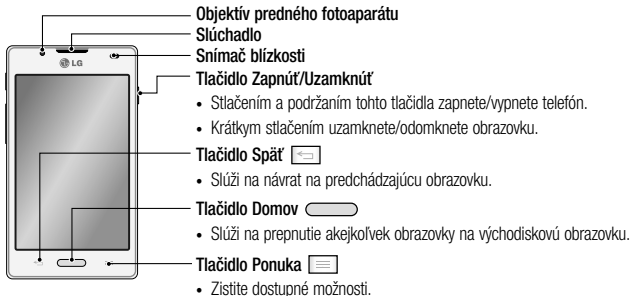 Objektív predného fotoaparátu
Slúchadlo
Snímač blízkosti
LG
Tlačidlo Zapnúť/Uzamknúť
• Stlačením a podržaním tohto tlačidla zapnete/vypnete telefón.
• Krátkym stlačením uzamknete/odomknete obrazovku.
Tlačidlo Späť
• Slúži na návrat na predchádzajúcu obrazovku.
Tlačidlo Domov
• Slúži na prepnutie akejkoľvek obrazovky na východiskovú obrazovku.
Tlačidlo Ponuka
• Zistite dostupné možnosti.